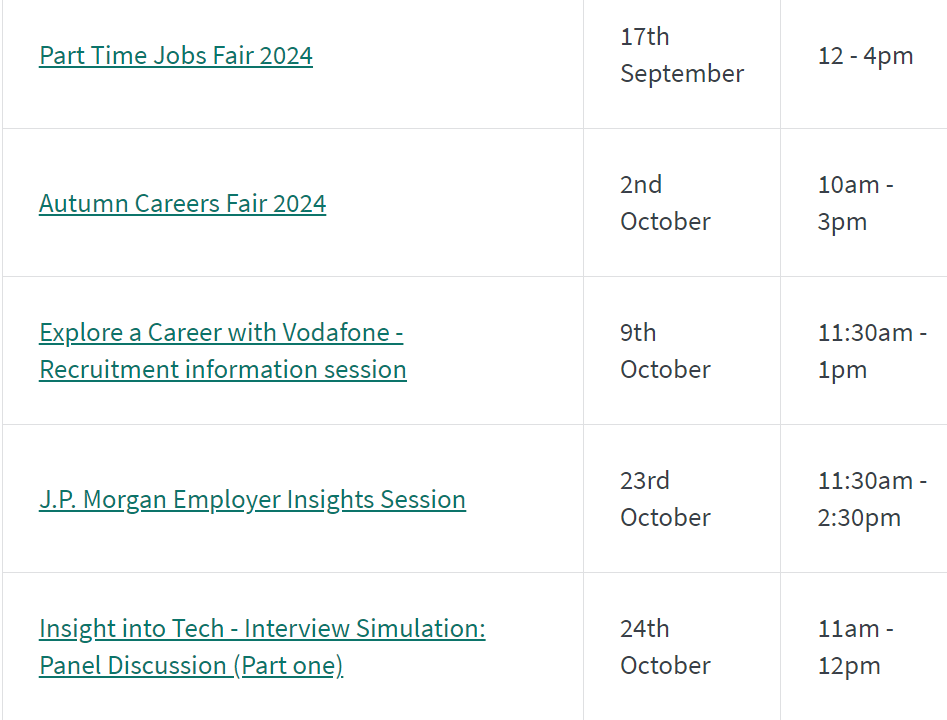 Part Time Jobs Fair 2024
17th
September
12 - 4pm
Autumn Careers Fair 2024
2nd
October
10am -
3pm
Explore a Career with Vodafone -
Recruitment information session
9th
October
11:30am -
1pm
J.P. Morgan Employer Insights Session
23rd
October
11:30am -
2:30pm
Insight into Tech - Interview Simulation:
Panel Discussion (Part one)
24th
October
11am -
12pm